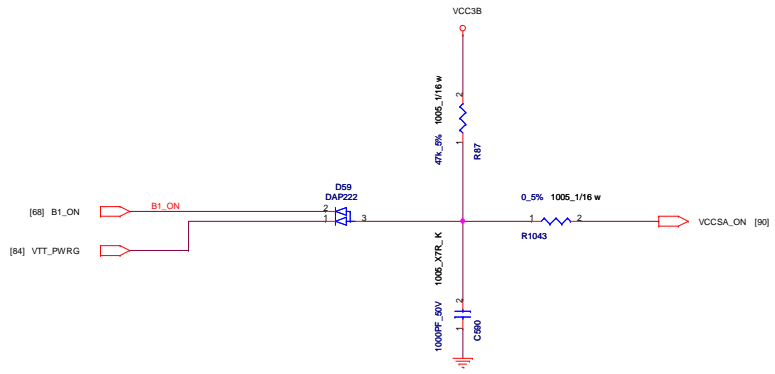 VCC3B
2
1005_1/16 w
47k_5%
1
R87
D59
DAP222
[68] B1_ON
B1_ON
2
1
3
0_5% 1005_1/16 w
1
2
R1043
VCCSA_ON [90]
[84] VTT_PWRG
1005_X7R_K
1000PF_50V
2
1
C590